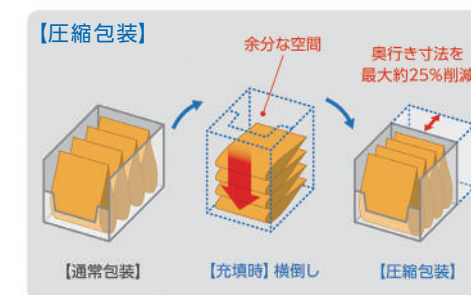 【圧縮包装】
余分な空間
奥行き寸法を
最大約25%削減
【通常包装】
【充填時】横倒し
【圧縮包装】